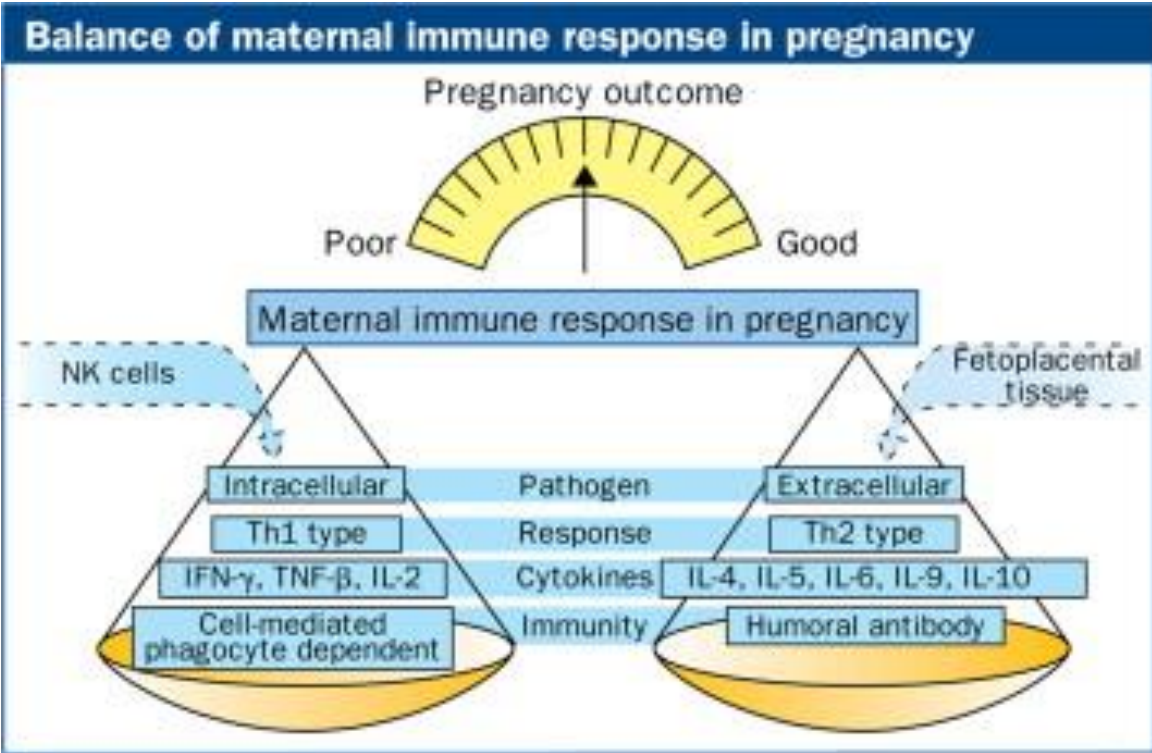 Balance of maternal immune response in pregnancy
Pregnancy outcome
Poor
Good
Maternal immune response in pregnancy
NK cells
Fetoplacental
tissue
Intracellular Pathogen Extracellular
Th1 type Response Th2 type
IFN-γ, TNF-β, IL-2 Cytokines IL-4, IL-5, IL-6, IL-9, IL-10
Cell-mediated
phagocyte dependent
Immunity
Humoral antibody